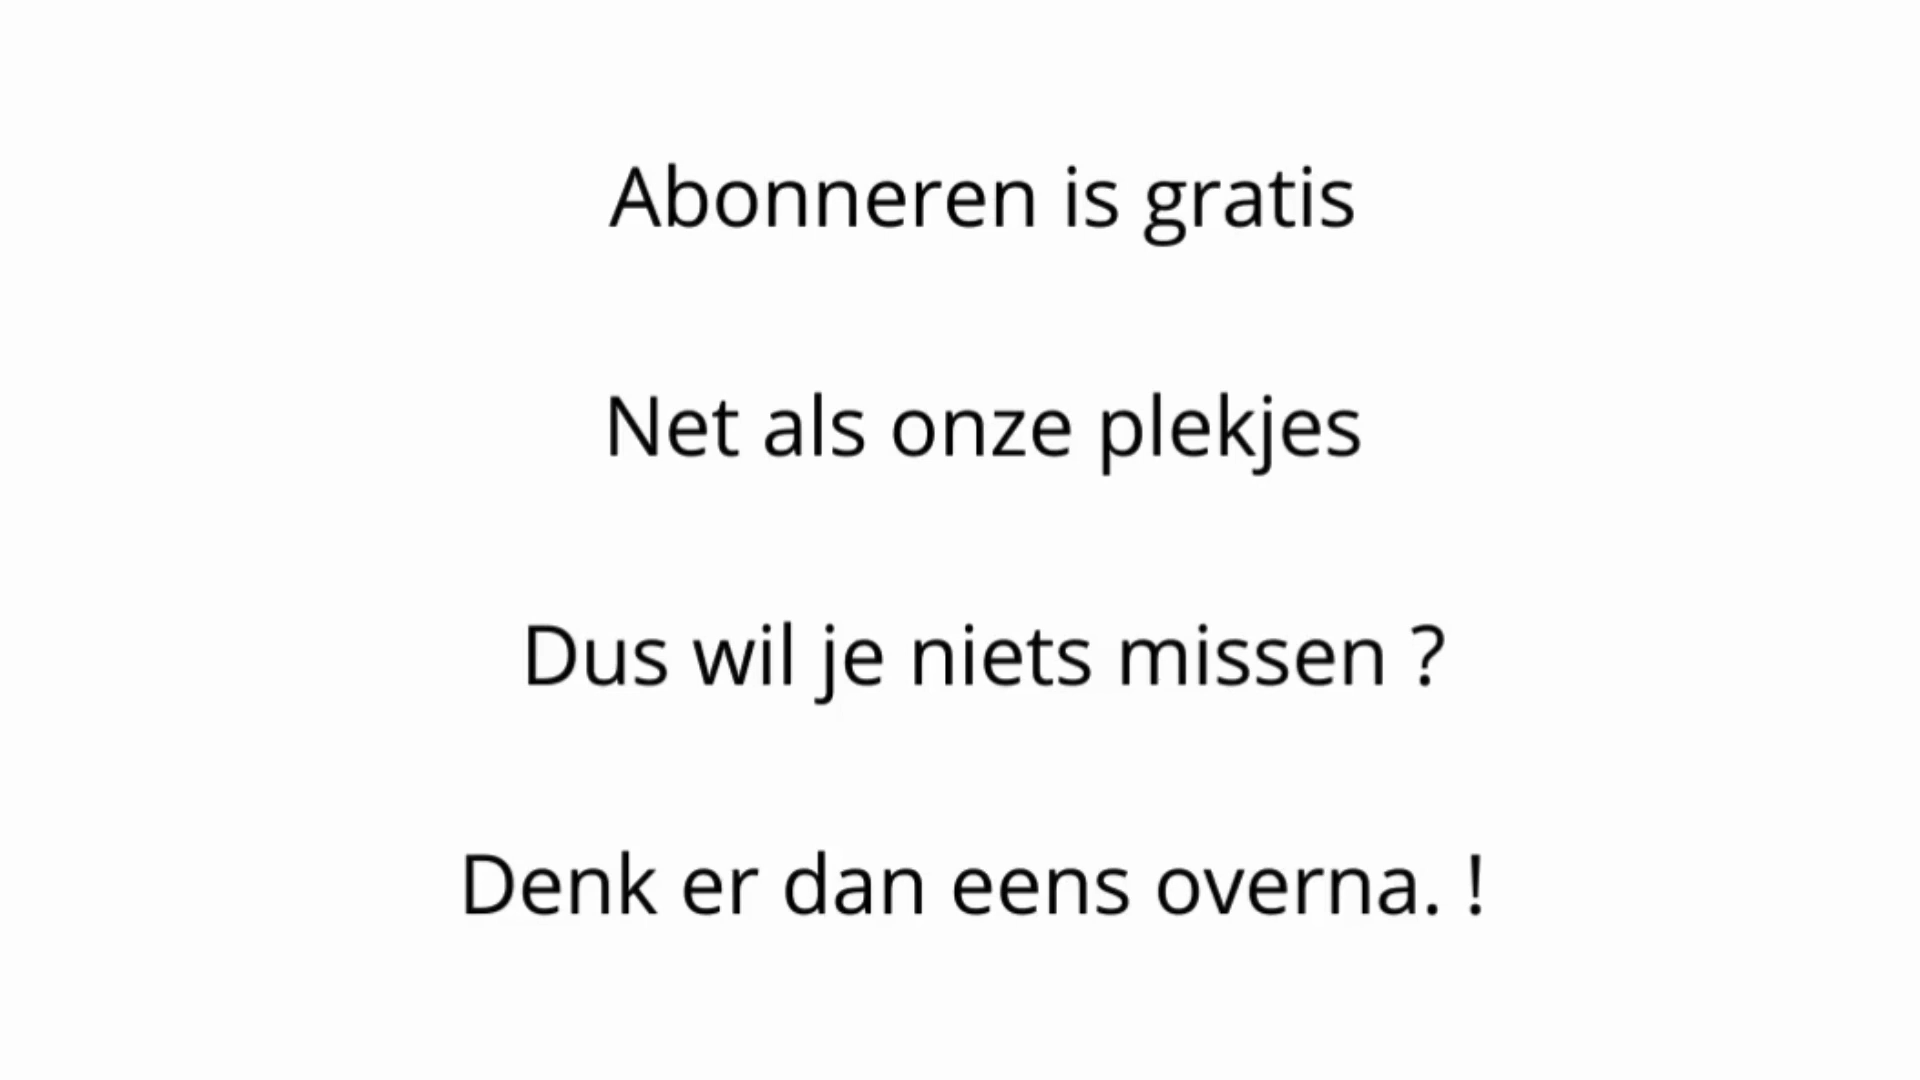 Abonneren is gratis
Net als onze plekjes
Dus wil je niets missen ?
Denk er dan eens overna. !